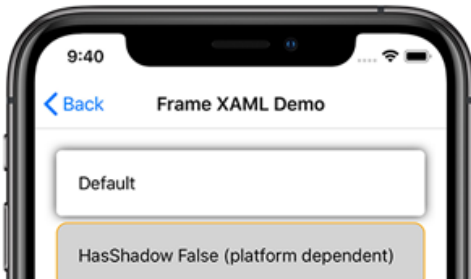 9:40
Back
Frame XAML Demo
Default
HasShadow False (platform dependent)